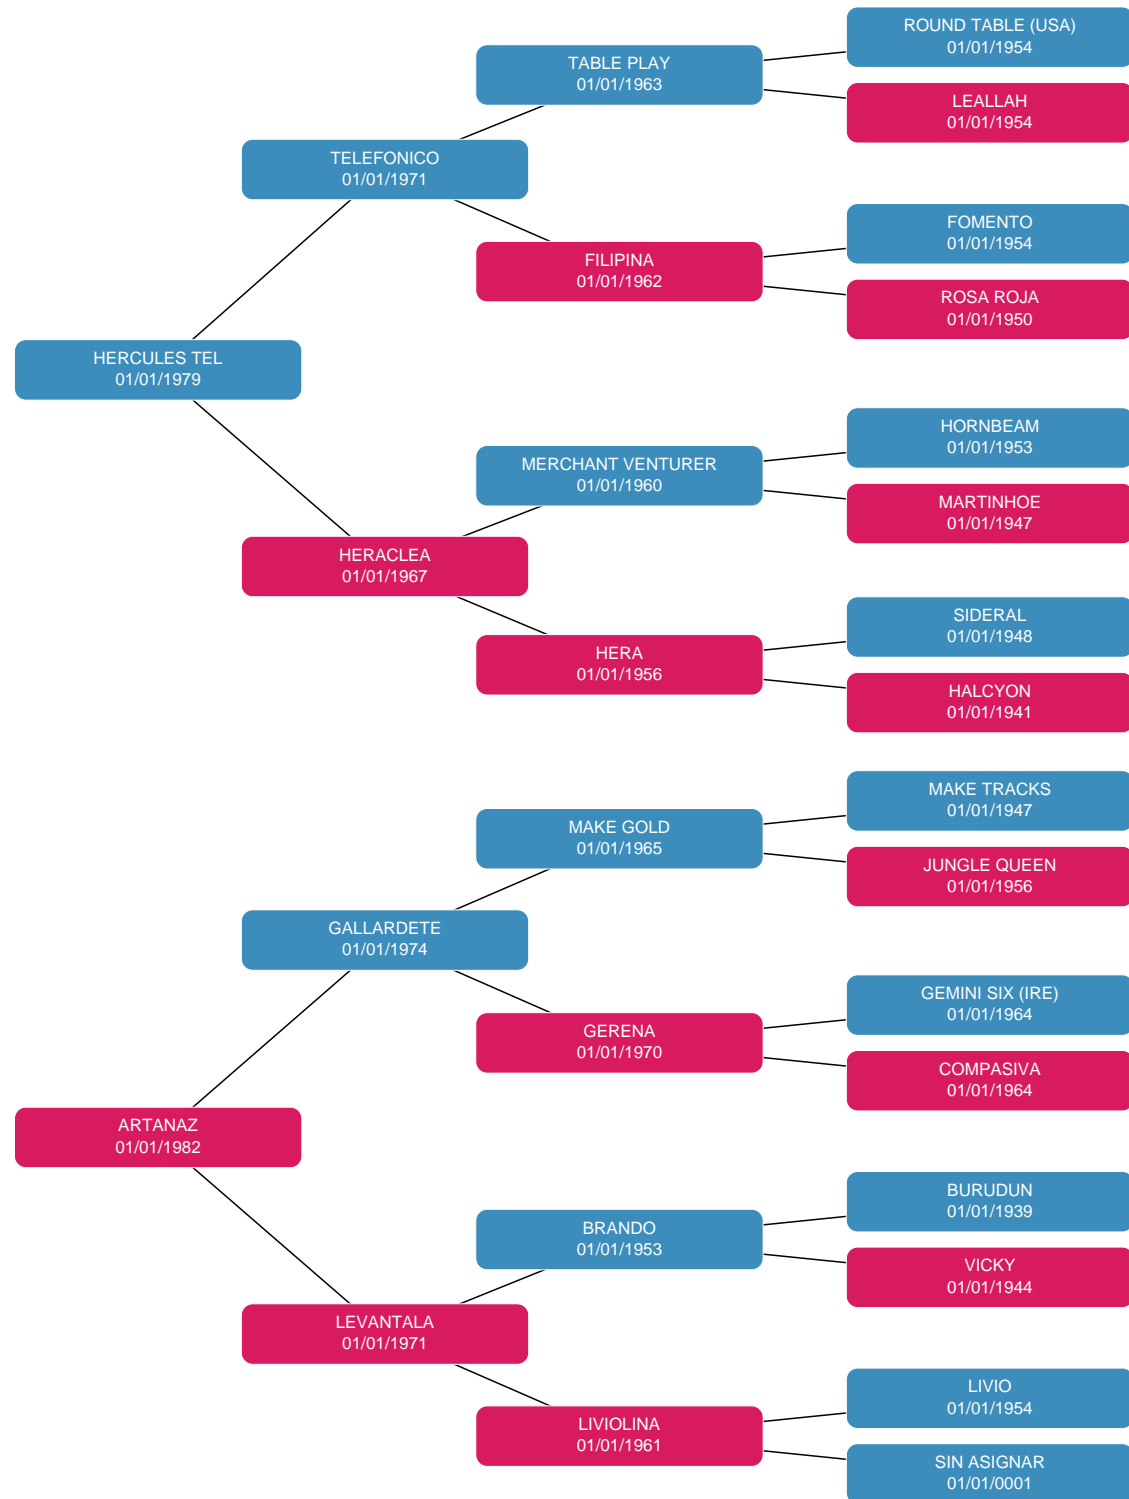 ROUND TABLE (USA)
01/01/1954
TABLE PLAY
01/01/1963
LEALLAH
01/01/1954
TELEFONICO
01/01/1971
FOMENTO
01/01/1954
FILIPINA
01/01/1962
ROSA ROJA
01/01/1950
HERCULES TEL
01/01/1979
HORNBEAM
01/01/1953
MERCHANT VENTURER
01/01/1960
MARTINHOE
01/01/1947
HERACLEA
01/01/1967
SIDERAL
01/01/1948
HERA
01/01/1956
HALCYON
01/01/1941
MAKE TRACKS
01/01/1947
MAKE GOLD
01/01/1965
JUNGLE QUEEN
01/01/1956
GALLARDETE
01/01/1974
GEMINI SIX (IRE)
01/01/1964
GERENA
01/01/1970
COMPASIVA
01/01/1964
ARTANAZ
01/01/1982
BURUDUN
01/01/1939
BRANDO
01/01/1953
VICKY
01/01/1944
LEVANTALA
01/01/1971
LIVIO
01/01/1954
LIVIOLINA
01/01/1961
SIN ASIGNAR
01/01/0001